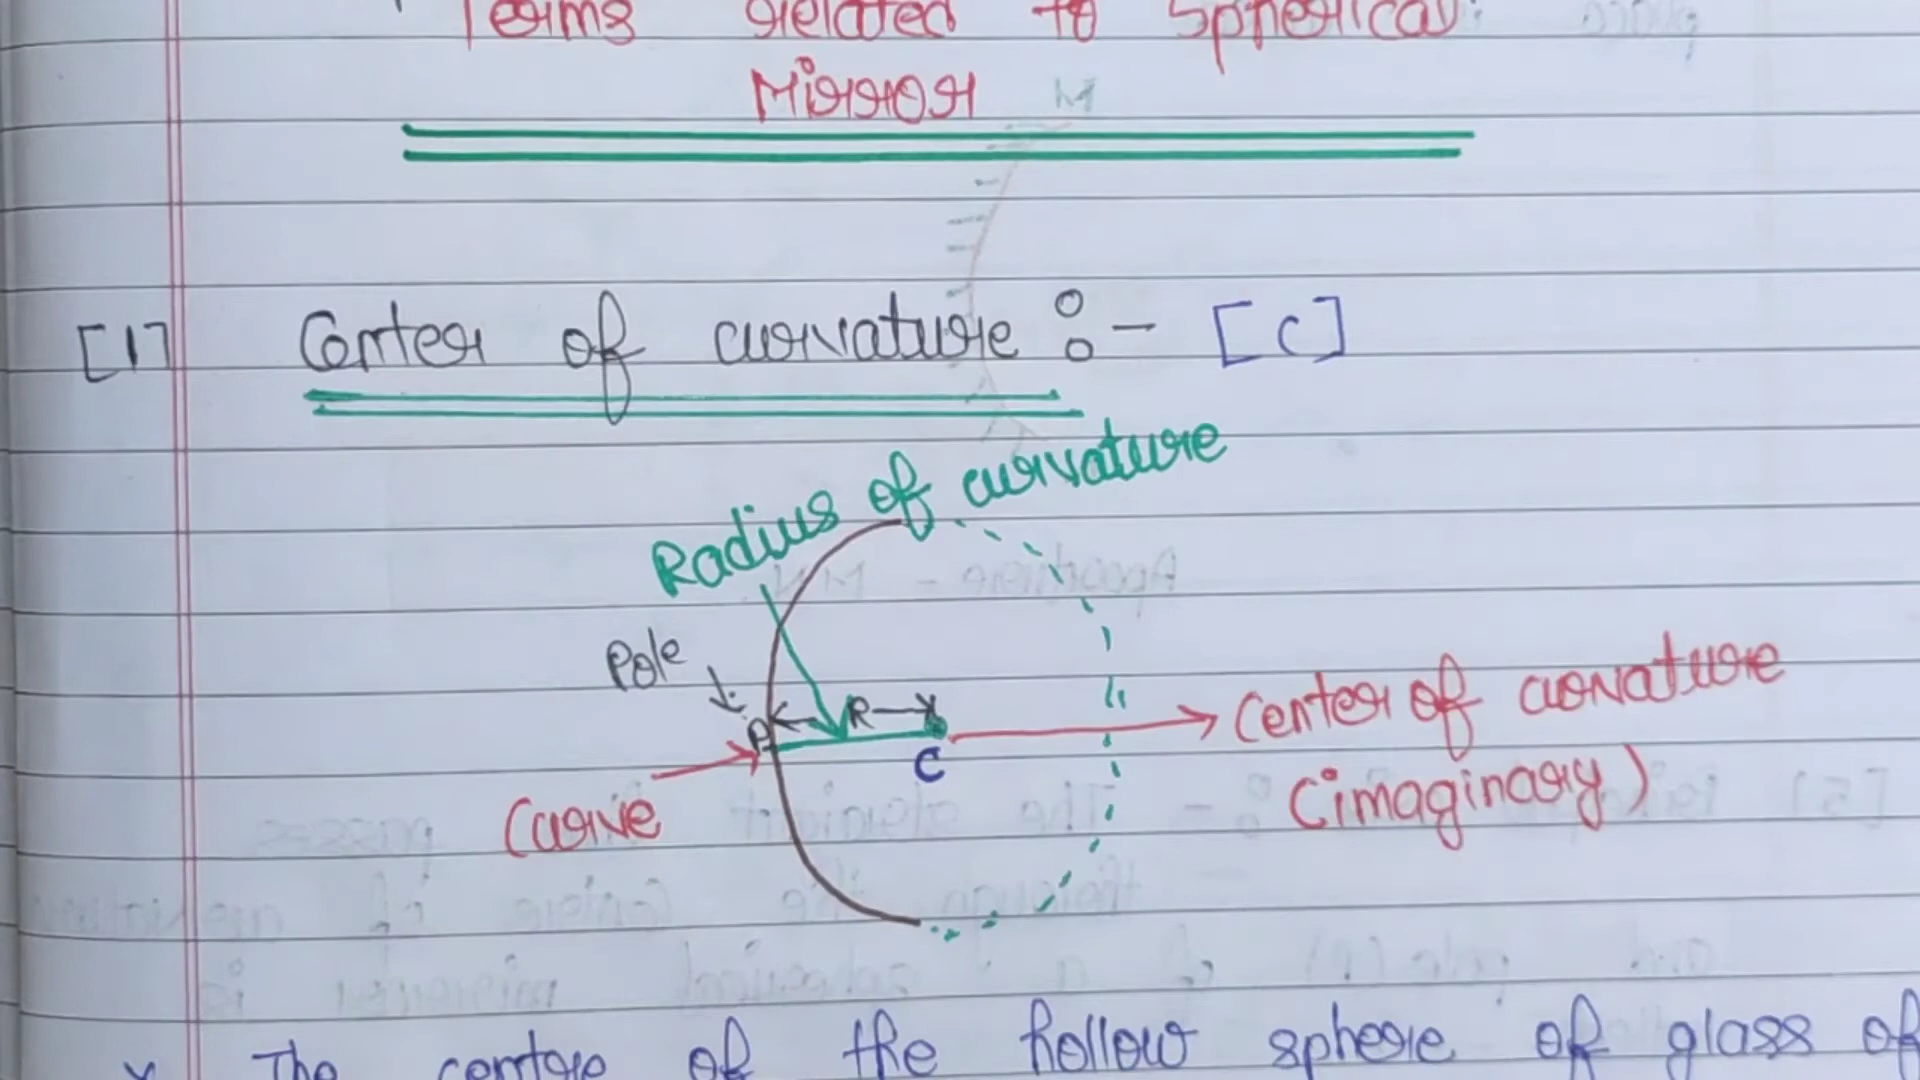 Terms related to Spherical
Mirror
[1] Center of curvature :- [C]
Radius of curvature
Pole
P R C
Center of curvature
(imaginary)
Curve
The centre of the hollow sphere of glass of